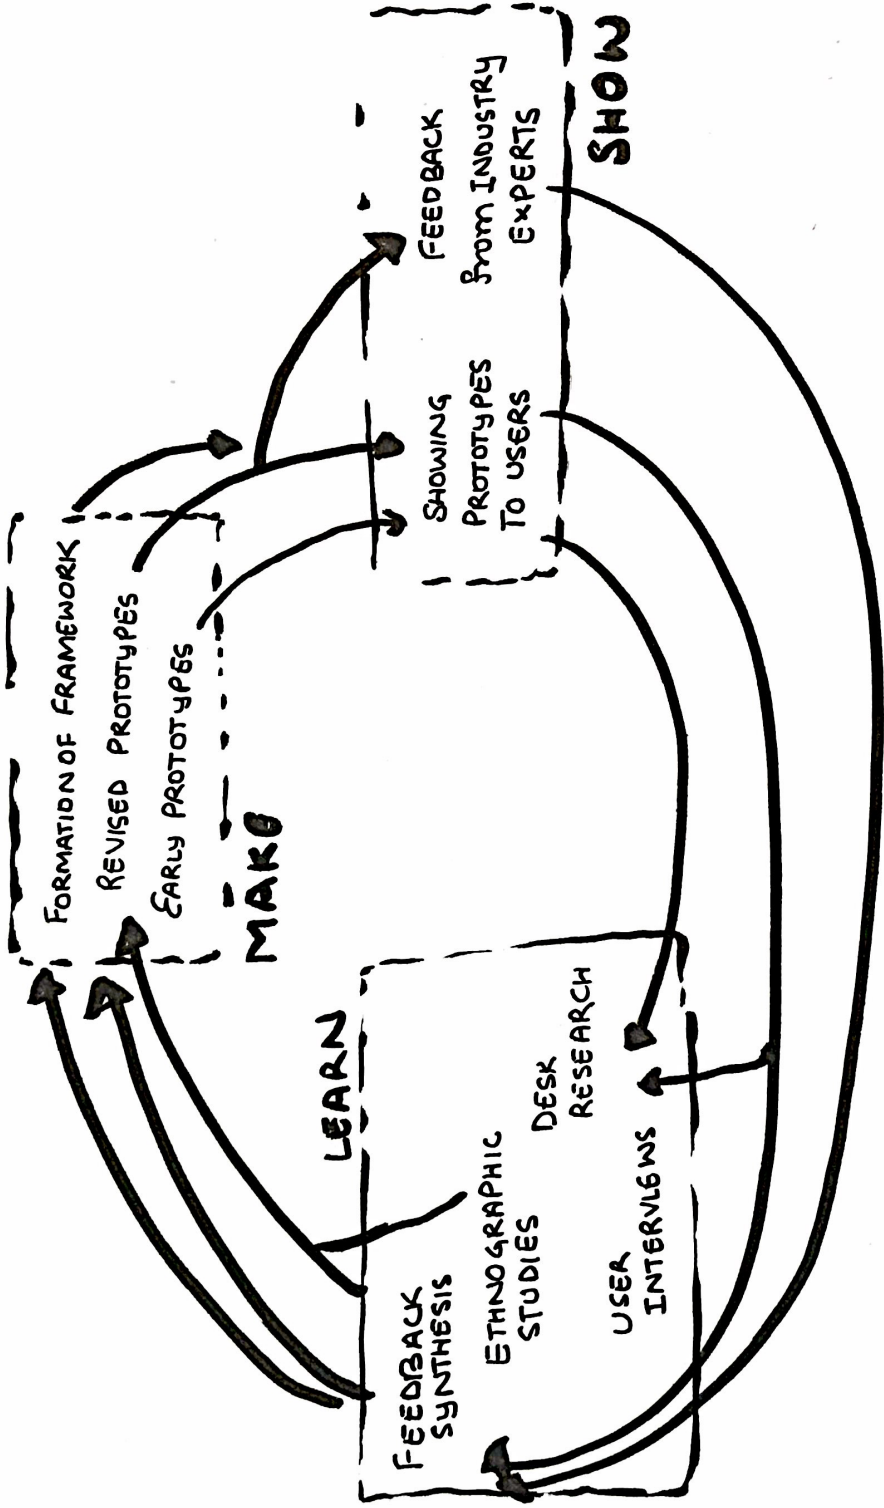 FORMATION OF FRAMEWORK
REVISED PROTOTYPES
EARLY PROTOTYPES
MAKE
LEARN
FEEDBACK
SYNTHESIS
ETHNOGRAPHIC
STUDIES
DESK
RESEARCH
USER
INTERVIEWS
SHOWING
PROTOTYPES
TO USERS
FEEDBACK
from INDUSTRY
EXPERTS
SHOW